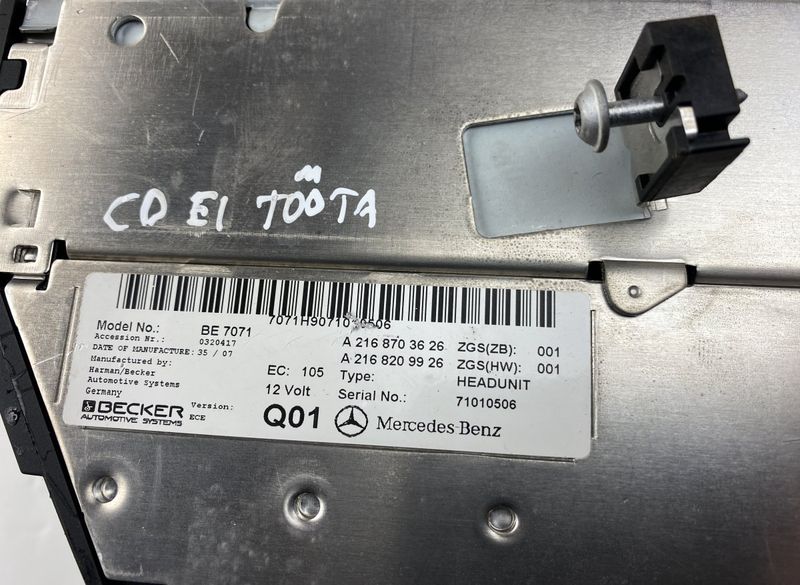 CD EI TÖÖTA
7071H9071010506
Model No.: BE 7071
Accession Nr.: 0320417
DATE OF MANUFACTURE: 35 / 07
Manufactured by:
Harman/Becker
Automotive Systems
Germany
BECKER
AUTOMOTIVE SYSTEMS
Version:
ECE
A 216 870 36 26 ZGS(ZB): 001
A 216 820 99 26 ZGS(HW): 001
EC: 105 Type: HEADUNIT
12 Volt Serial No.: 71010506
Q01 Mercedes-Benz